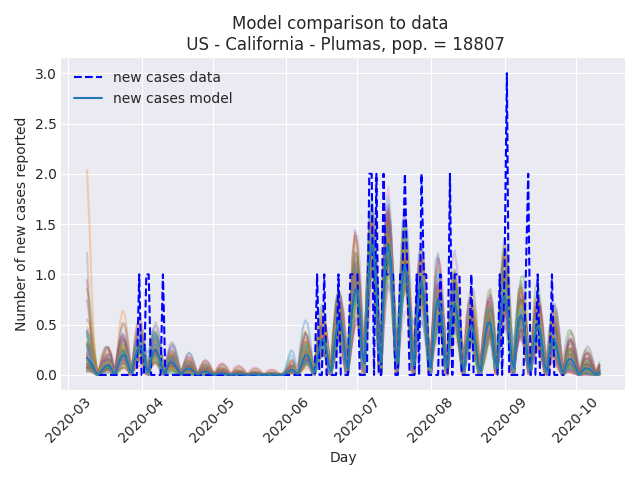 Model comparison to data
US - California - Plumas, pop. = 18807
new cases data
new cases model
Number of new cases reported
3.0
2.5
2.0
1.5
1.0
0.5
0.0
2020-03
2020-04
2020-05
2020-06
2020-07
2020-08
2020-09
2020-10
Day